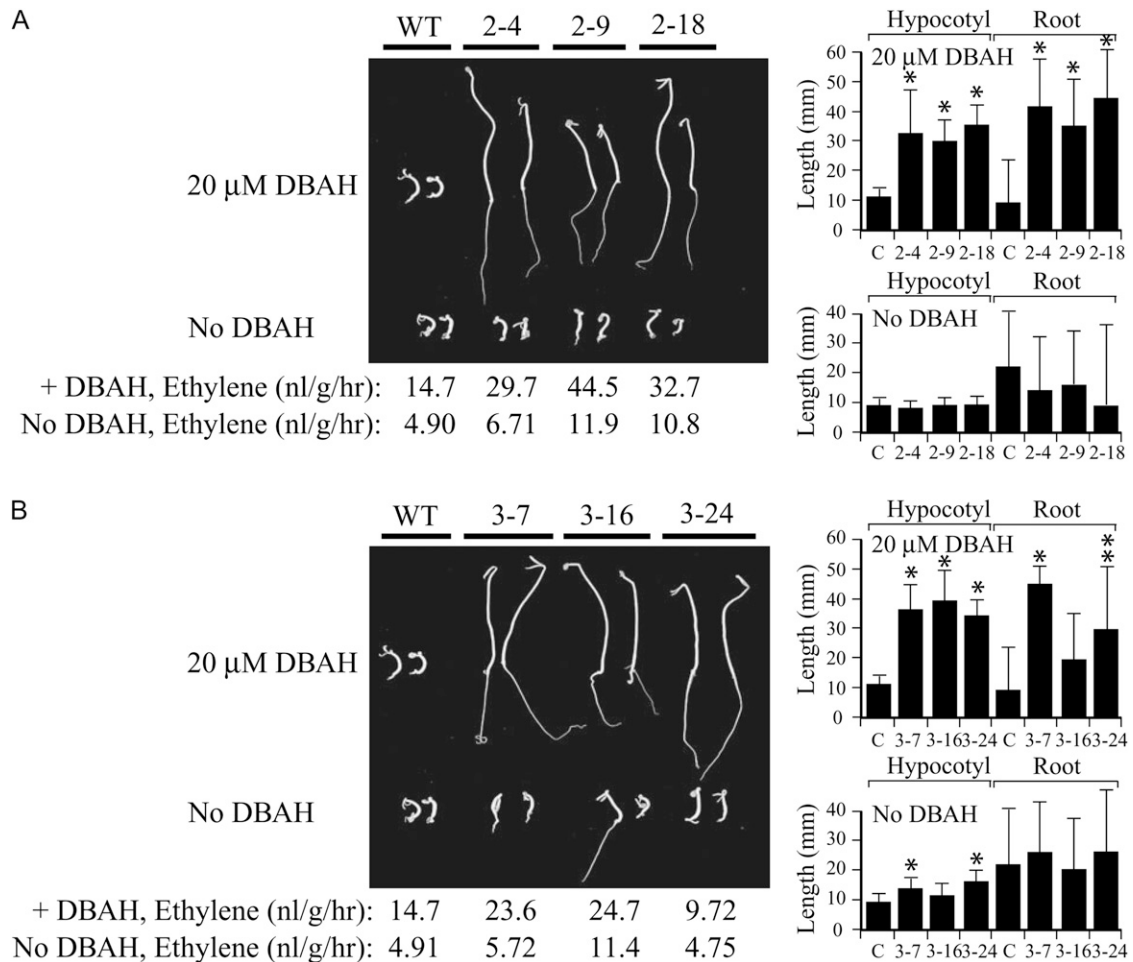 A
WT 2-4 2-9 2-18
20 μM DBAH
No DBAH
+ DBAH, Ethylene (nl/g/hr): 14.7 29.7 44.5 32.7
No DBAH, Ethylene (nl/g/hr): 4.90 6.71 11.9 10.8
Hypocotyl Root
20 μM DBAH
* * * * * *
Length (mm)
60
50
40
30
20
10
0
C 2-4 2-9 2-18 C 2-4 2-9 2-18
Hypocotyl Root
No DBAH
Length (mm)
40
30
20
10
0
C 2-4 2-9 2-18 C 2-4 2-9 2-18
B
WT 3-7 3-16 3-24
20 μM DBAH
No DBAH
+ DBAH, Ethylene (nl/g/hr): 14.7 23.6 24.7 9.72
No DBAH, Ethylene (nl/g/hr): 4.91 5.72 11.4 4.75
Hypocotyl Root
20 μM DBAH
* * * * **
Length (mm)
60
50
40
30
20
10
0
C 3-7 3-16 3-24 C 3-7 3-16 3-24
Hypocotyl Root
No DBAH
* *
Length (mm)
40
30
20
10
0
C 3-7 3-16 3-24 C 3-7 3-16 3-24